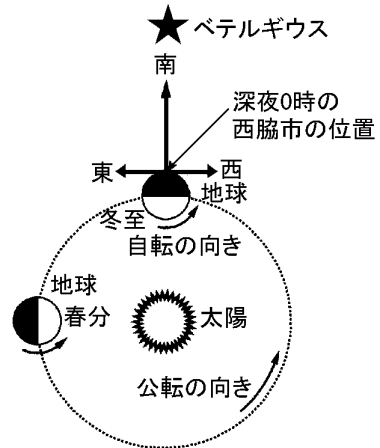 ベテルギウス
南
深夜0時の
西脇市の位置
東
西
地球
冬至
自転の向き
地球
春分
太陽
公転の向き